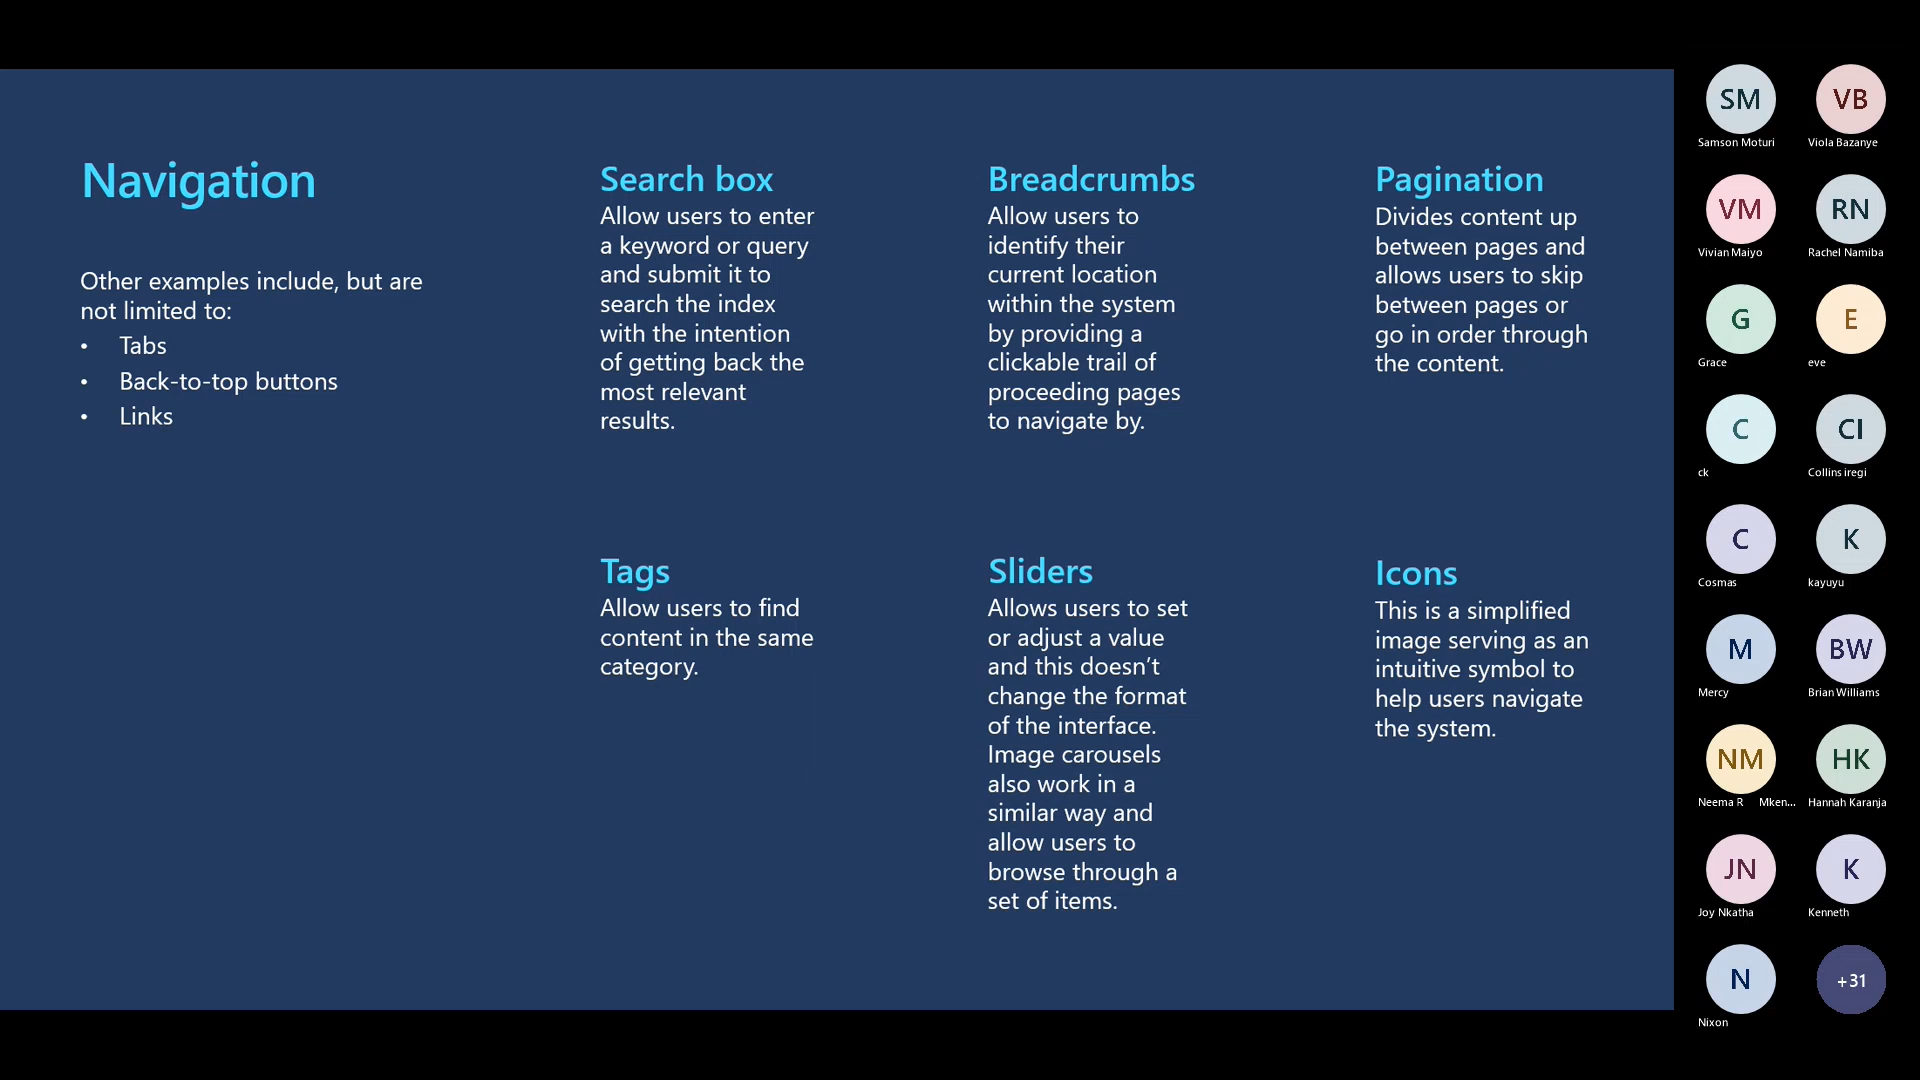 Navigation
Other examples include, but are
not limited to:
• Tabs
• Back-to-top buttons
• Links
Search box
Allow users to enter
a keyword or query
and submit it to
search the index
with the intention
of getting back the
most relevant
results.
Breadcrumbs
Allow users to
identify their
current location
within the system
by providing a
clickable trail of
proceeding pages
to navigate by.
Pagination
Divides content up
between pages and
allows users to skip
between pages or
go in order through
the content.
Tags
Allow users to find
content in the same
category.
Sliders
Allows users to set
or adjust a value
and this doesn’t
change the format
of the interface.
Image carousels
also work in a
similar way and
allow users to
browse through a
set of items.
Icons
This is a simplified
image serving as an
intuitive symbol to
help users navigate
the system.
SM
Samson Moturi
VB
Viola Bazanye
VM
Vivian Maiyo
RN
Rachel Namiba
G
Grace
E
eve
C
ck
CI
Collins iregi
C
Cosmas
K
kayuyu
M
Mercy
BW
Brian Williams
NM
Neema R Mken...
HK
Hannah Karanja
JN
Joy Nkatha
K
Kenneth
N
Nixon
+31